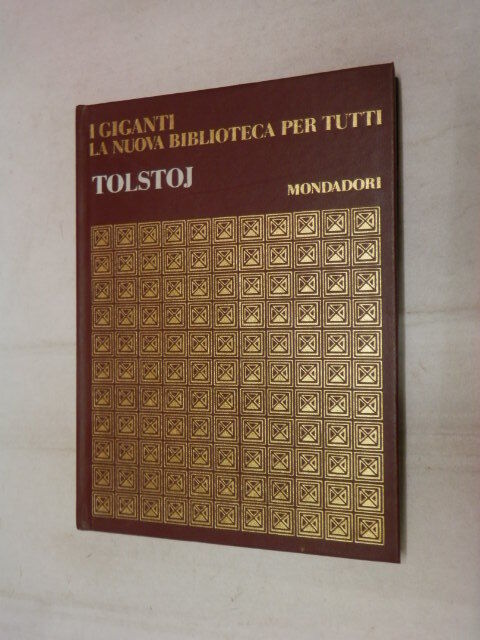 I GIGANTI
LA NUOVA BIBLIOTECA PER TUTTI
TOLSTOJ
MONDADORI